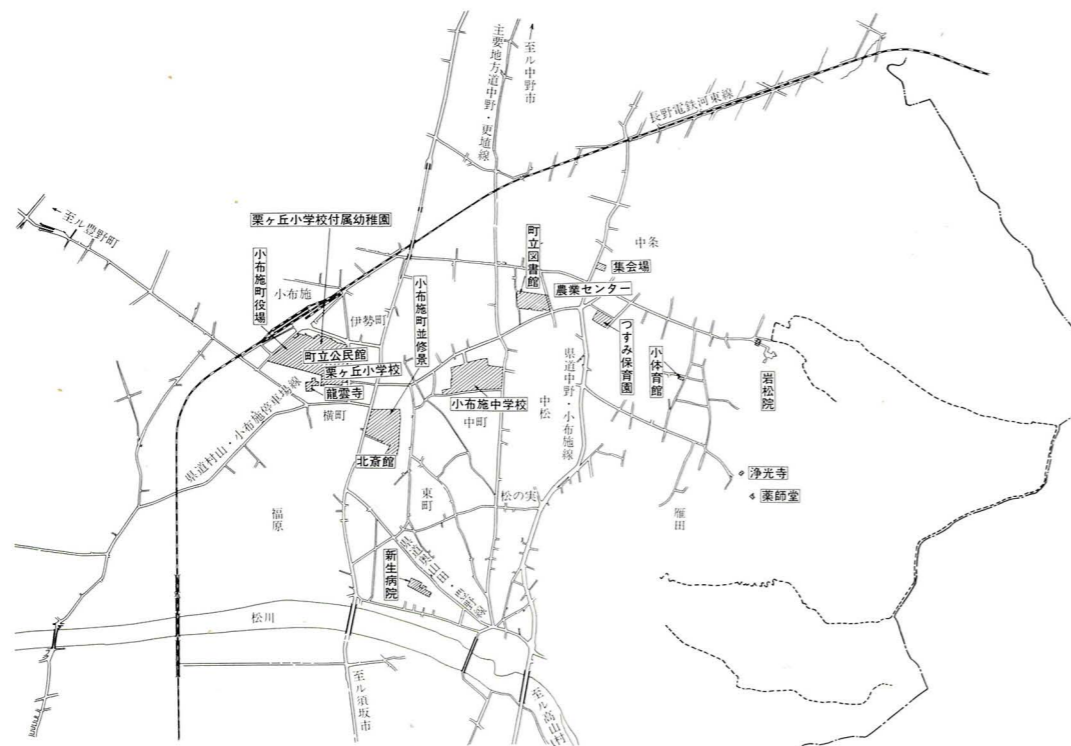 主要地方道中野・更埴線
至ル中野市
長野電鉄河東線
至ル豊野町
栗ヶ丘小学校付属幼稚園
小布施町役場
小布施
伊勢町
小布施町並修景
町立図書館
中条
集会場
農業センター
町立公民館
栗ヶ丘小学校
龍雲寺
つすみ保育園
小体育館
岩松院
県道村山・小布施停車場線
横町
小布施中学校
中町
中松
県道中野・小布施線
北斎館
浄光寺
薬師堂
東町
松の実
雁田
福原
新生病院
松川
至ル須坂市
至ル高山村